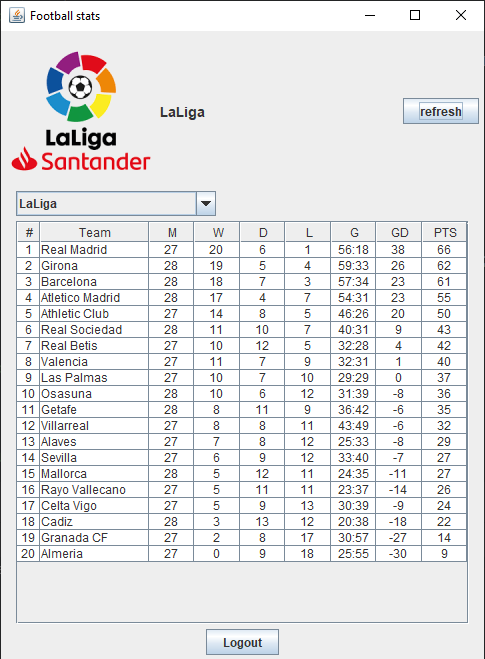 Football stats
LaLiga
refresh
LaLiga
Santander
LaLiga
# Team M W D L G GD PTS
1 Real Madrid 27 20 6 1 56:18 38 66
2 Girona 28 19 5 4 59:33 26 62
3 Barcelona 28 18 7 3 57:34 23 61
4 Atletico Madrid 28 17 4 7 54:31 23 55
5 Athletic Club 27 14 8 5 46:26 20 50
6 Real Sociedad 28 11 10 7 40:31 9 43
7 Real Betis 27 10 12 5 32:28 4 42
8 Valencia 27 11 7 9 32:31 1 40
9 Las Palmas 27 10 7 10 29:29 0 37
10 Osasuna 28 10 6 12 31:39 -8 36
11 Getafe 28 8 11 9 36:42 -6 35
12 Villarreal 27 8 8 11 43:49 -6 32
13 Alaves 27 7 8 12 25:33 -8 29
14 Sevilla 27 6 9 12 33:40 -7 27
15 Mallorca 28 5 12 11 24:35 -11 27
16 Rayo Vallecano 27 5 11 11 23:37 -14 26
17 Celta Vigo 27 5 9 13 30:39 -9 24
18 Cadiz 28 3 13 12 20:38 -18 22
19 Granada CF 27 2 8 17 30:57 -27 14
20 Almeria 27 0 9 18 25:55 -30 9
Logout